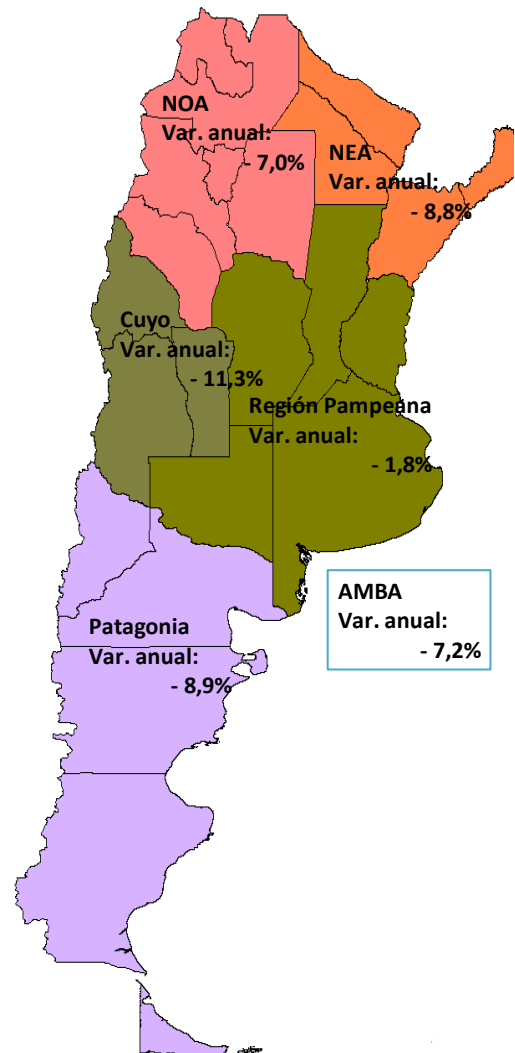 NOA
Var. anual:
- 7,0%
NEA
Var. anual:
- 8,8%
Cuyo
Var. anual:
- 11,3%
Región Pampeana
Var. anual:
- 1,8%
AMBA
Var. anual:
- 7,2%
Patagonia
Var. anual:
- 8,9%